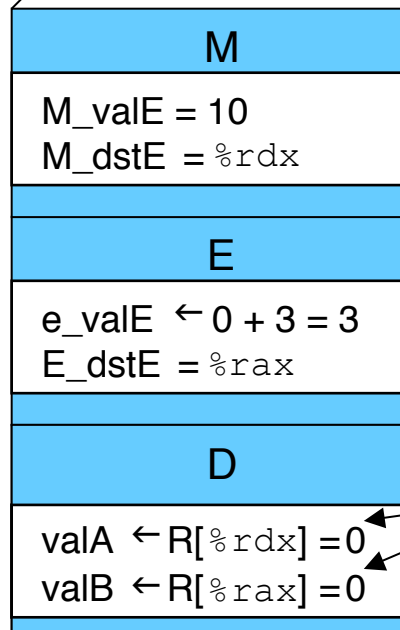 M
M_valE = 10
M_dstE = %rdx
E
e_valE ← 0 + 3 = 3
E_dstE = %rax
D
valA ← R[%rdx] =0
valB ← R[%rax] =0